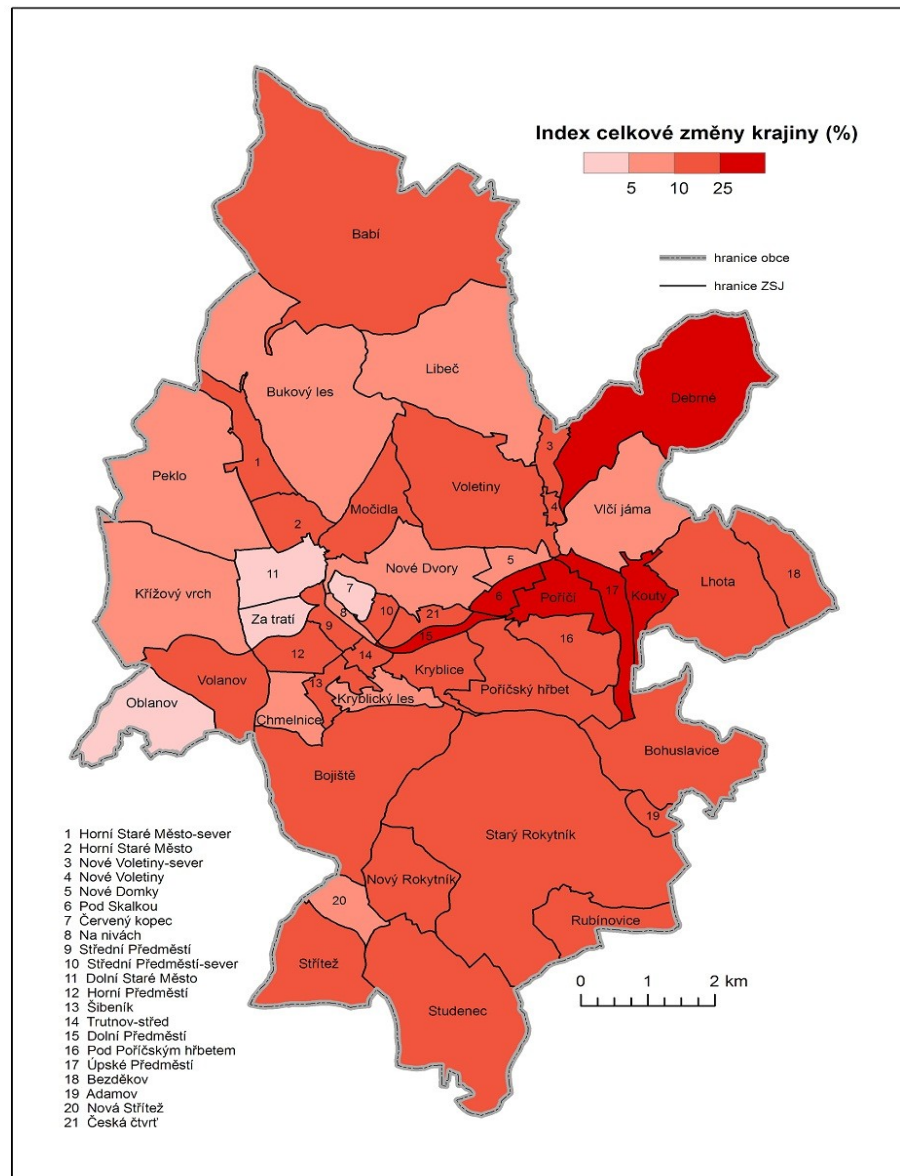 Index celkové změny krajiny (%)
5 10 25
hranice obce
hranice ZSJ
Babí
Libeč
Debrné
Bukový les
3
Peklo
1
Voletiny
4
Vlčí jáma
Močidla
2
5
Nové Dvory
11
7
Křížový vrch
6
Poříčí
17
Kouty
Lhota
18
8
10
21
Za tratí
9
15
16
12
14
Kryblice
Volanov
13
Poříčský hřbet
Oblanov
Kryblický les
Chmelnice
Bohuslavice
Bojiště
19
Starý Rokytník
Nový Rokytník
20
Rubínovice
Střítež
Studenec
0 1 2 km
1 Horní Staré Město-sever
2 Horní Staré Město
3 Nové Voletiny-sever
4 Nové Voletiny
5 Nové Domky
6 Pod Skalkou
7 Červený kopec
8 Na nivách
9 Střední Předměstí
10 Střední Předměstí-sever
11 Dolní Staré Město
12 Horní Předměstí
13 Šibeník
14 Trutnov-střed
15 Dolní Předměstí
16 Pod Poříčským hřbetem
17 Úpské Předměstí
18 Bezděkov
19 Adamov
20 Nová Střítež
21 Česká čtvrť